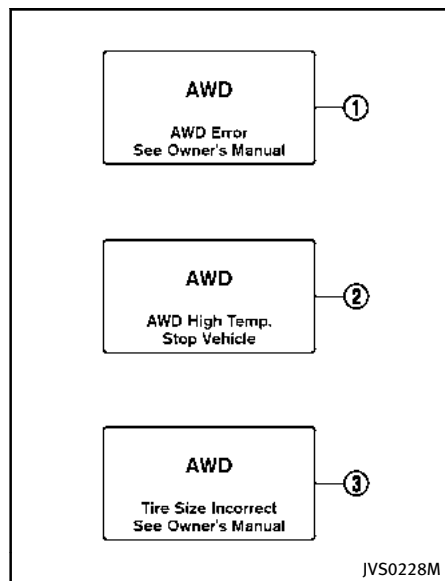 AWD
AWD Error
See Owner's Manual
1
AWD
AWD High Temp.
Stop Vehicle
2
AWD
Tire Size Incorrect
See Owner's Manual
3
JVS0228M